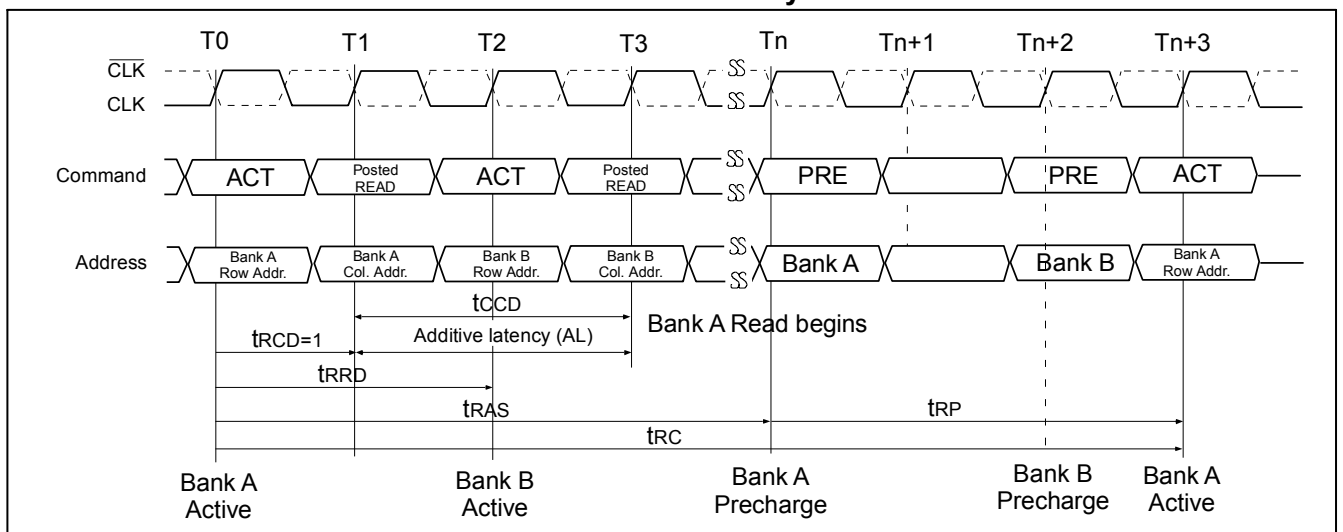 T0 T1 T2 T3 Tn Tn+1 Tn+2 Tn+3
CLK
CLK
Command ACT Posted READ ACT Posted READ PRE PRE ACT
Address Bank A Row Addr. Bank A Col. Addr. Bank B Row Addr. Bank B Col. Addr. Bank A Bank B Bank A Row Addr.
tCCD
Bank A Read begins
tRCD=1 Additive latency (AL)
tRRD
tRAS tRP
tRC
Bank A Active Bank B Active Bank A Precharge Bank B Precharge Bank A Active